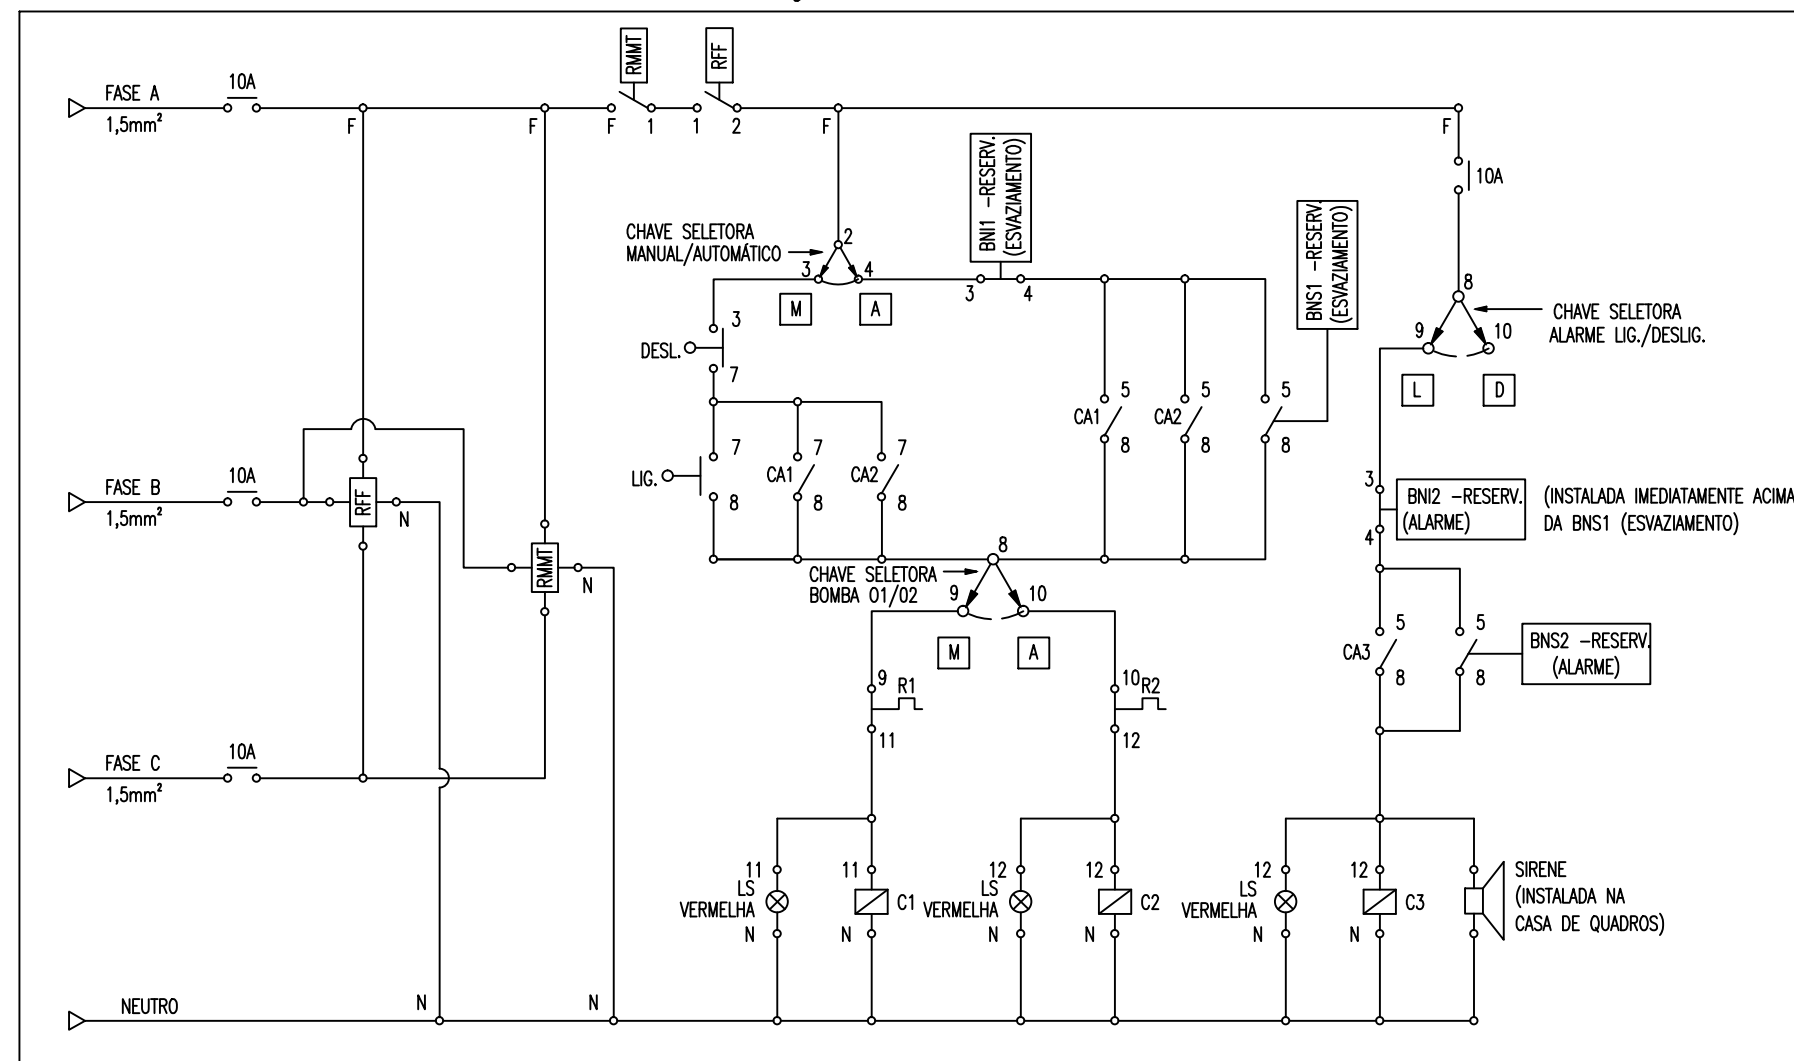 RMMT
RFF
FASE A
10A
1,5mm²
F
F
F
1
1
2
F
F
10A
BNI1 -RESERV.
(ESVAZIAMENTO)
BNS1 -RESERV.
(ESVAZIAMENTO)
CHAVE SELETORA
MANUAL/AUTOMÁTICO
2
3
4
M
A
3
4
8
CHAVE SELETORA
ALARME LIG./DESLIG.
9
10
L
D
3
DESL.
7
CA1
5
8
CA2
5
8
5
8
LIG.
7
8
CA1
7
8
CA2
7
8
FASE B
10A
1,5mm²
RFF
N
RMMT
N
3
4
BNI2 -RESERV.
(ALARME)
(INSTALADA IMEDIATAMENTE ACIMA
DA BNS1 (ESVAZIAMENTO)
8
CHAVE SELETORA
BOMBA 01/02
9
10
M
A
CA3
5
8
5
8
BNS2 -RESERV.
(ALARME)
9
R1
11
10
R2
12
FASE C
10A
1,5mm²
11
LS
VERMELHA
N
11
C1
N
12
LS
VERMELHA
N
12
C2
N
12
LS
VERMELHA
N
12
C3
N
SIRENE
(INSTALADA NA
CASA DE QUADROS)
NEUTRO
N
N